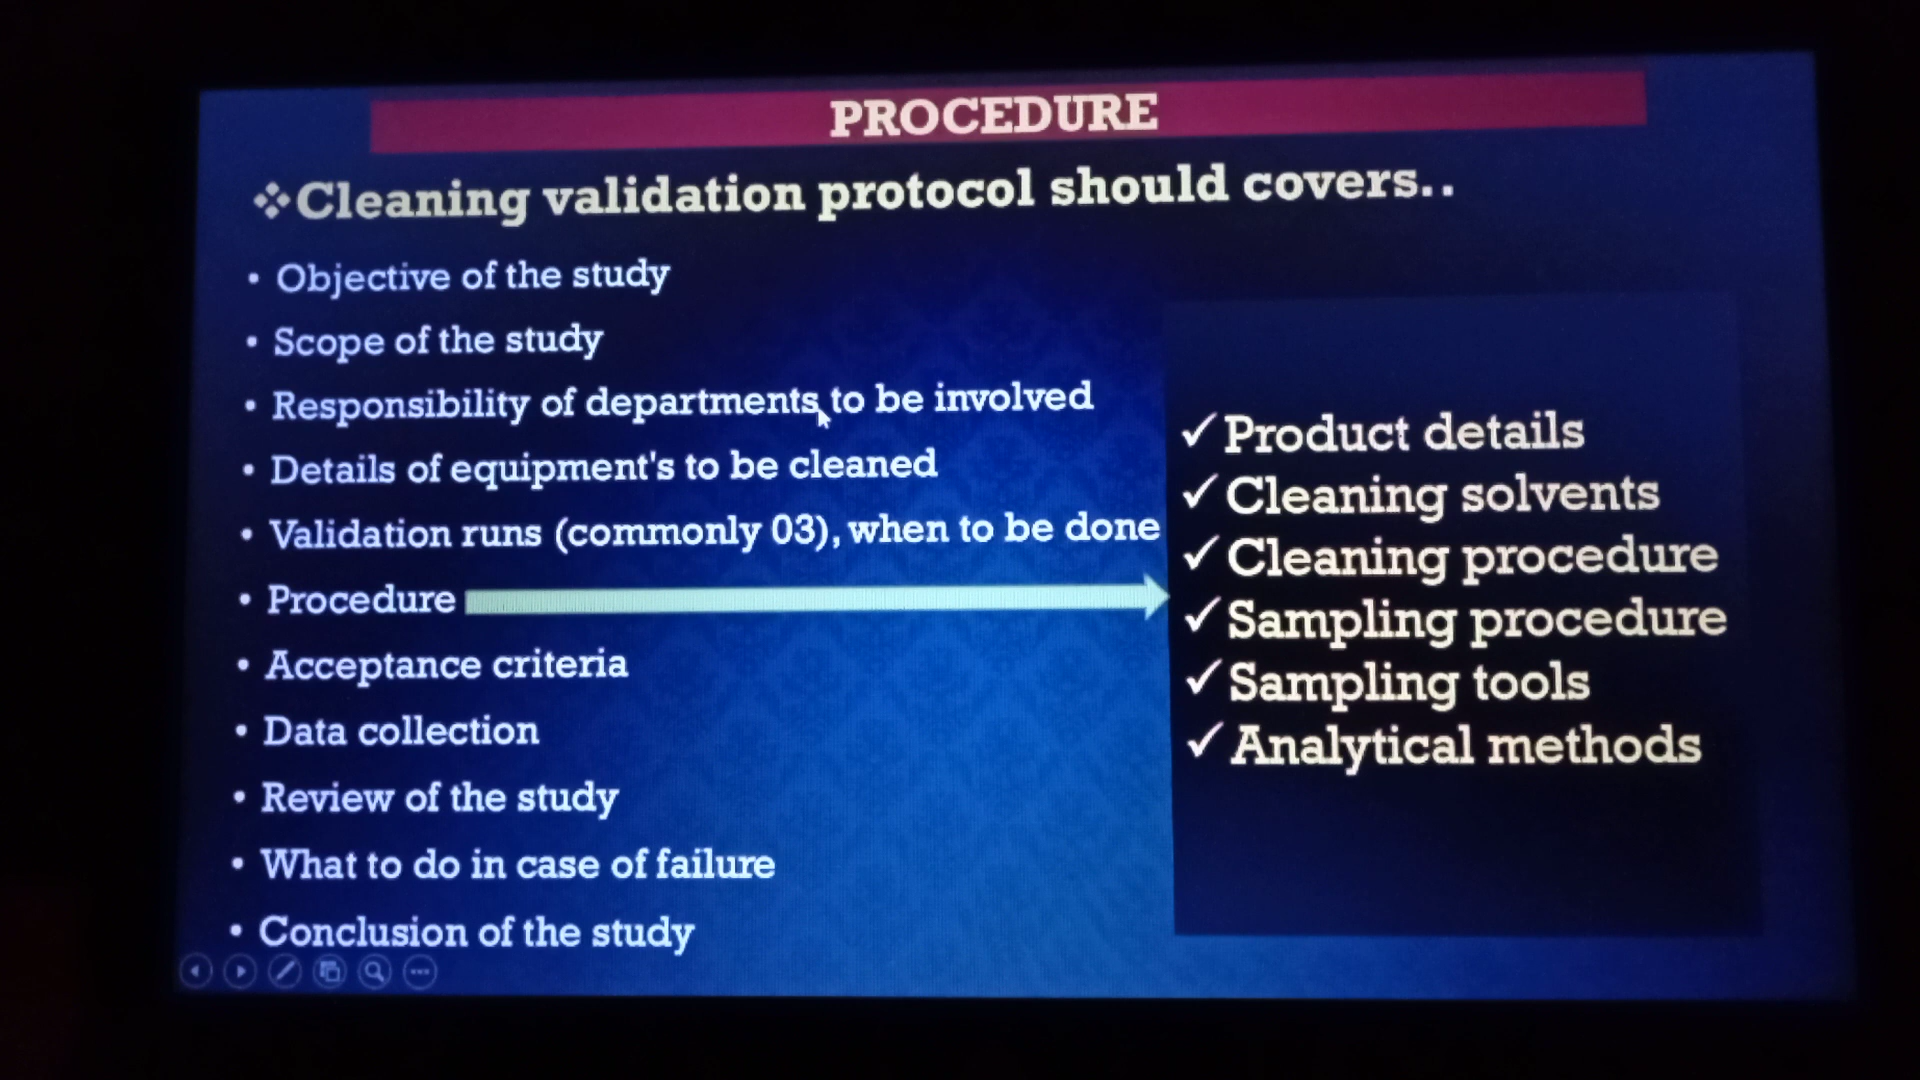 PROCEDURE
❖Cleaning validation protocol should covers..
• Objective of the study
• Scope of the study
• Responsibility of departments to be involved
• Details of equipment's to be cleaned
• Validation runs (commonly 03), when to be done
• Procedure
• Acceptance criteria
• Data collection
• Review of the study
• What to do in case of failure
• Conclusion of the study
✓Product details
✓Cleaning solvents
✓Cleaning procedure
✓Sampling procedure
✓Sampling tools
✓Analytical methods